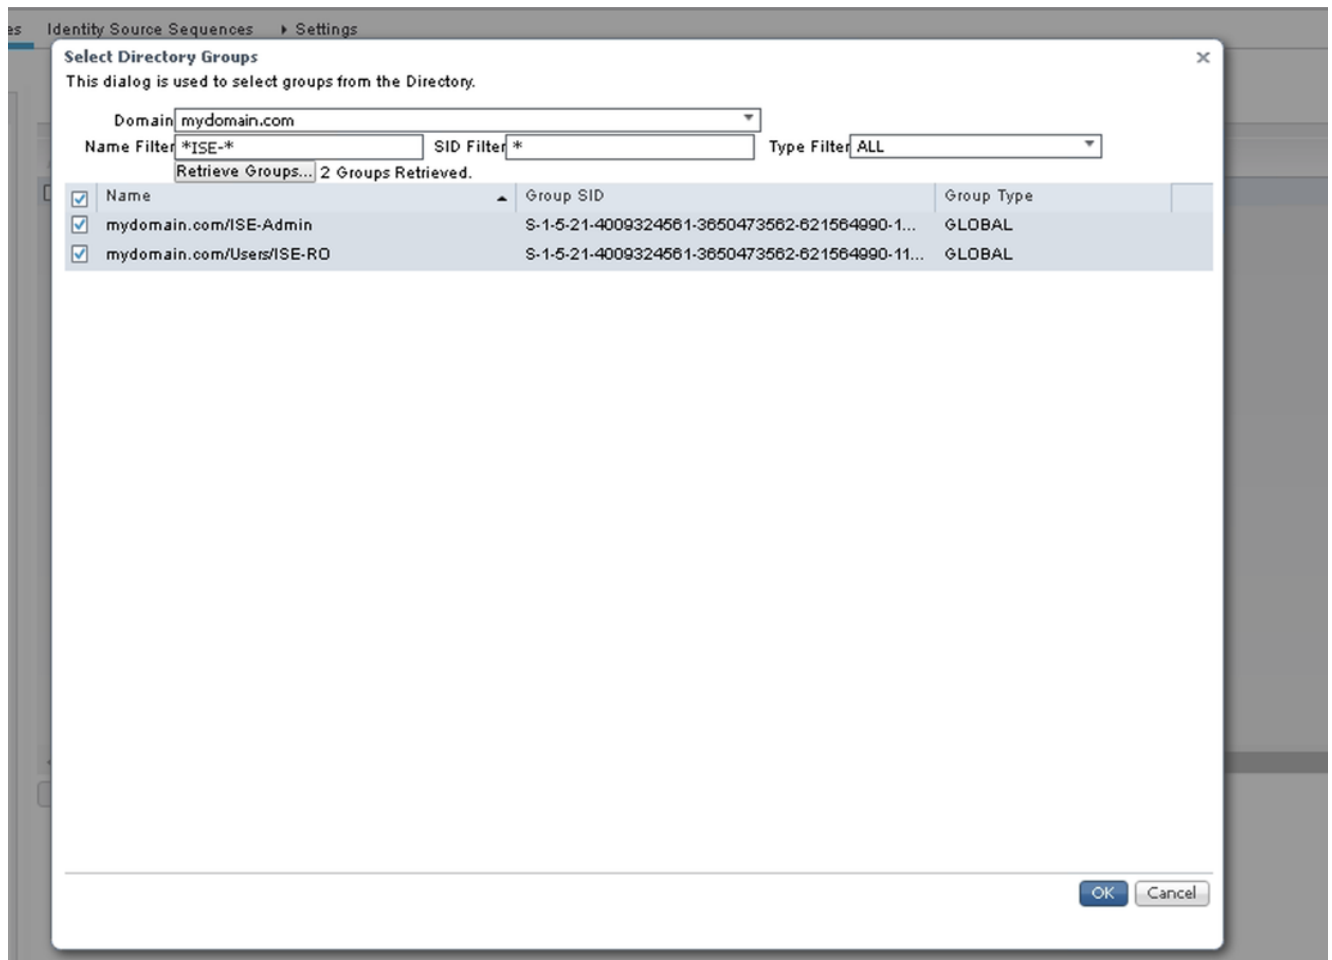 es Identity Source Sequences Settings
Select Directory Groups
This dialog is used to select groups from the Directory.
Domain mydomain.com
Name Filter *ISE-* SID Filter * Type Filter ALL
Retrieve Groups... 2 Groups Retrieved.
Name Group SID Group Type
mydomain.com/ISE-Admin S-1-5-21-4009324561-3650473562-621564990-1... GLOBAL
mydomain.com/Users/ISE-RO S-1-5-21-4009324561-3650473562-621564990-11... GLOBAL
OK Cancel